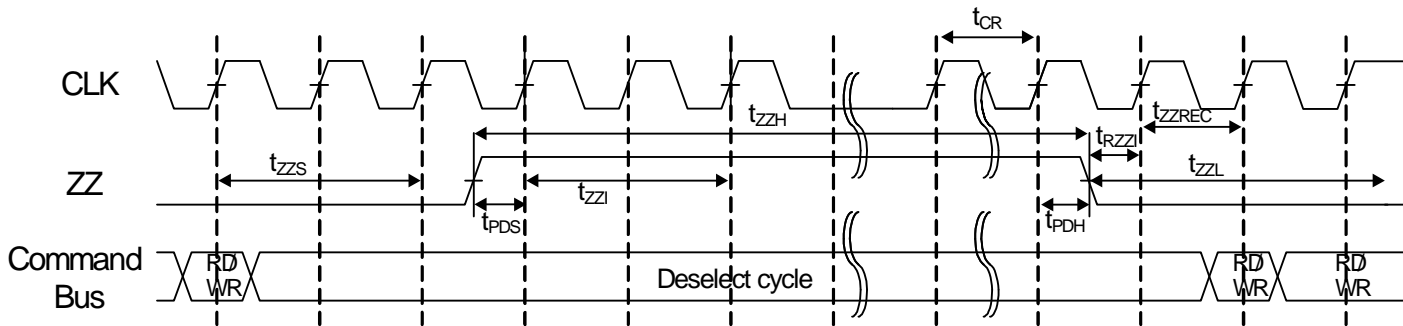 tCR
CLK
tZZH
tZZREC
tRZZI
ZZ
tZZS
tZZI
tZZL
tPDS
tPDH
Command
Bus
RD/
WR
Deselect cycle
RD/
WR
RD/
WR